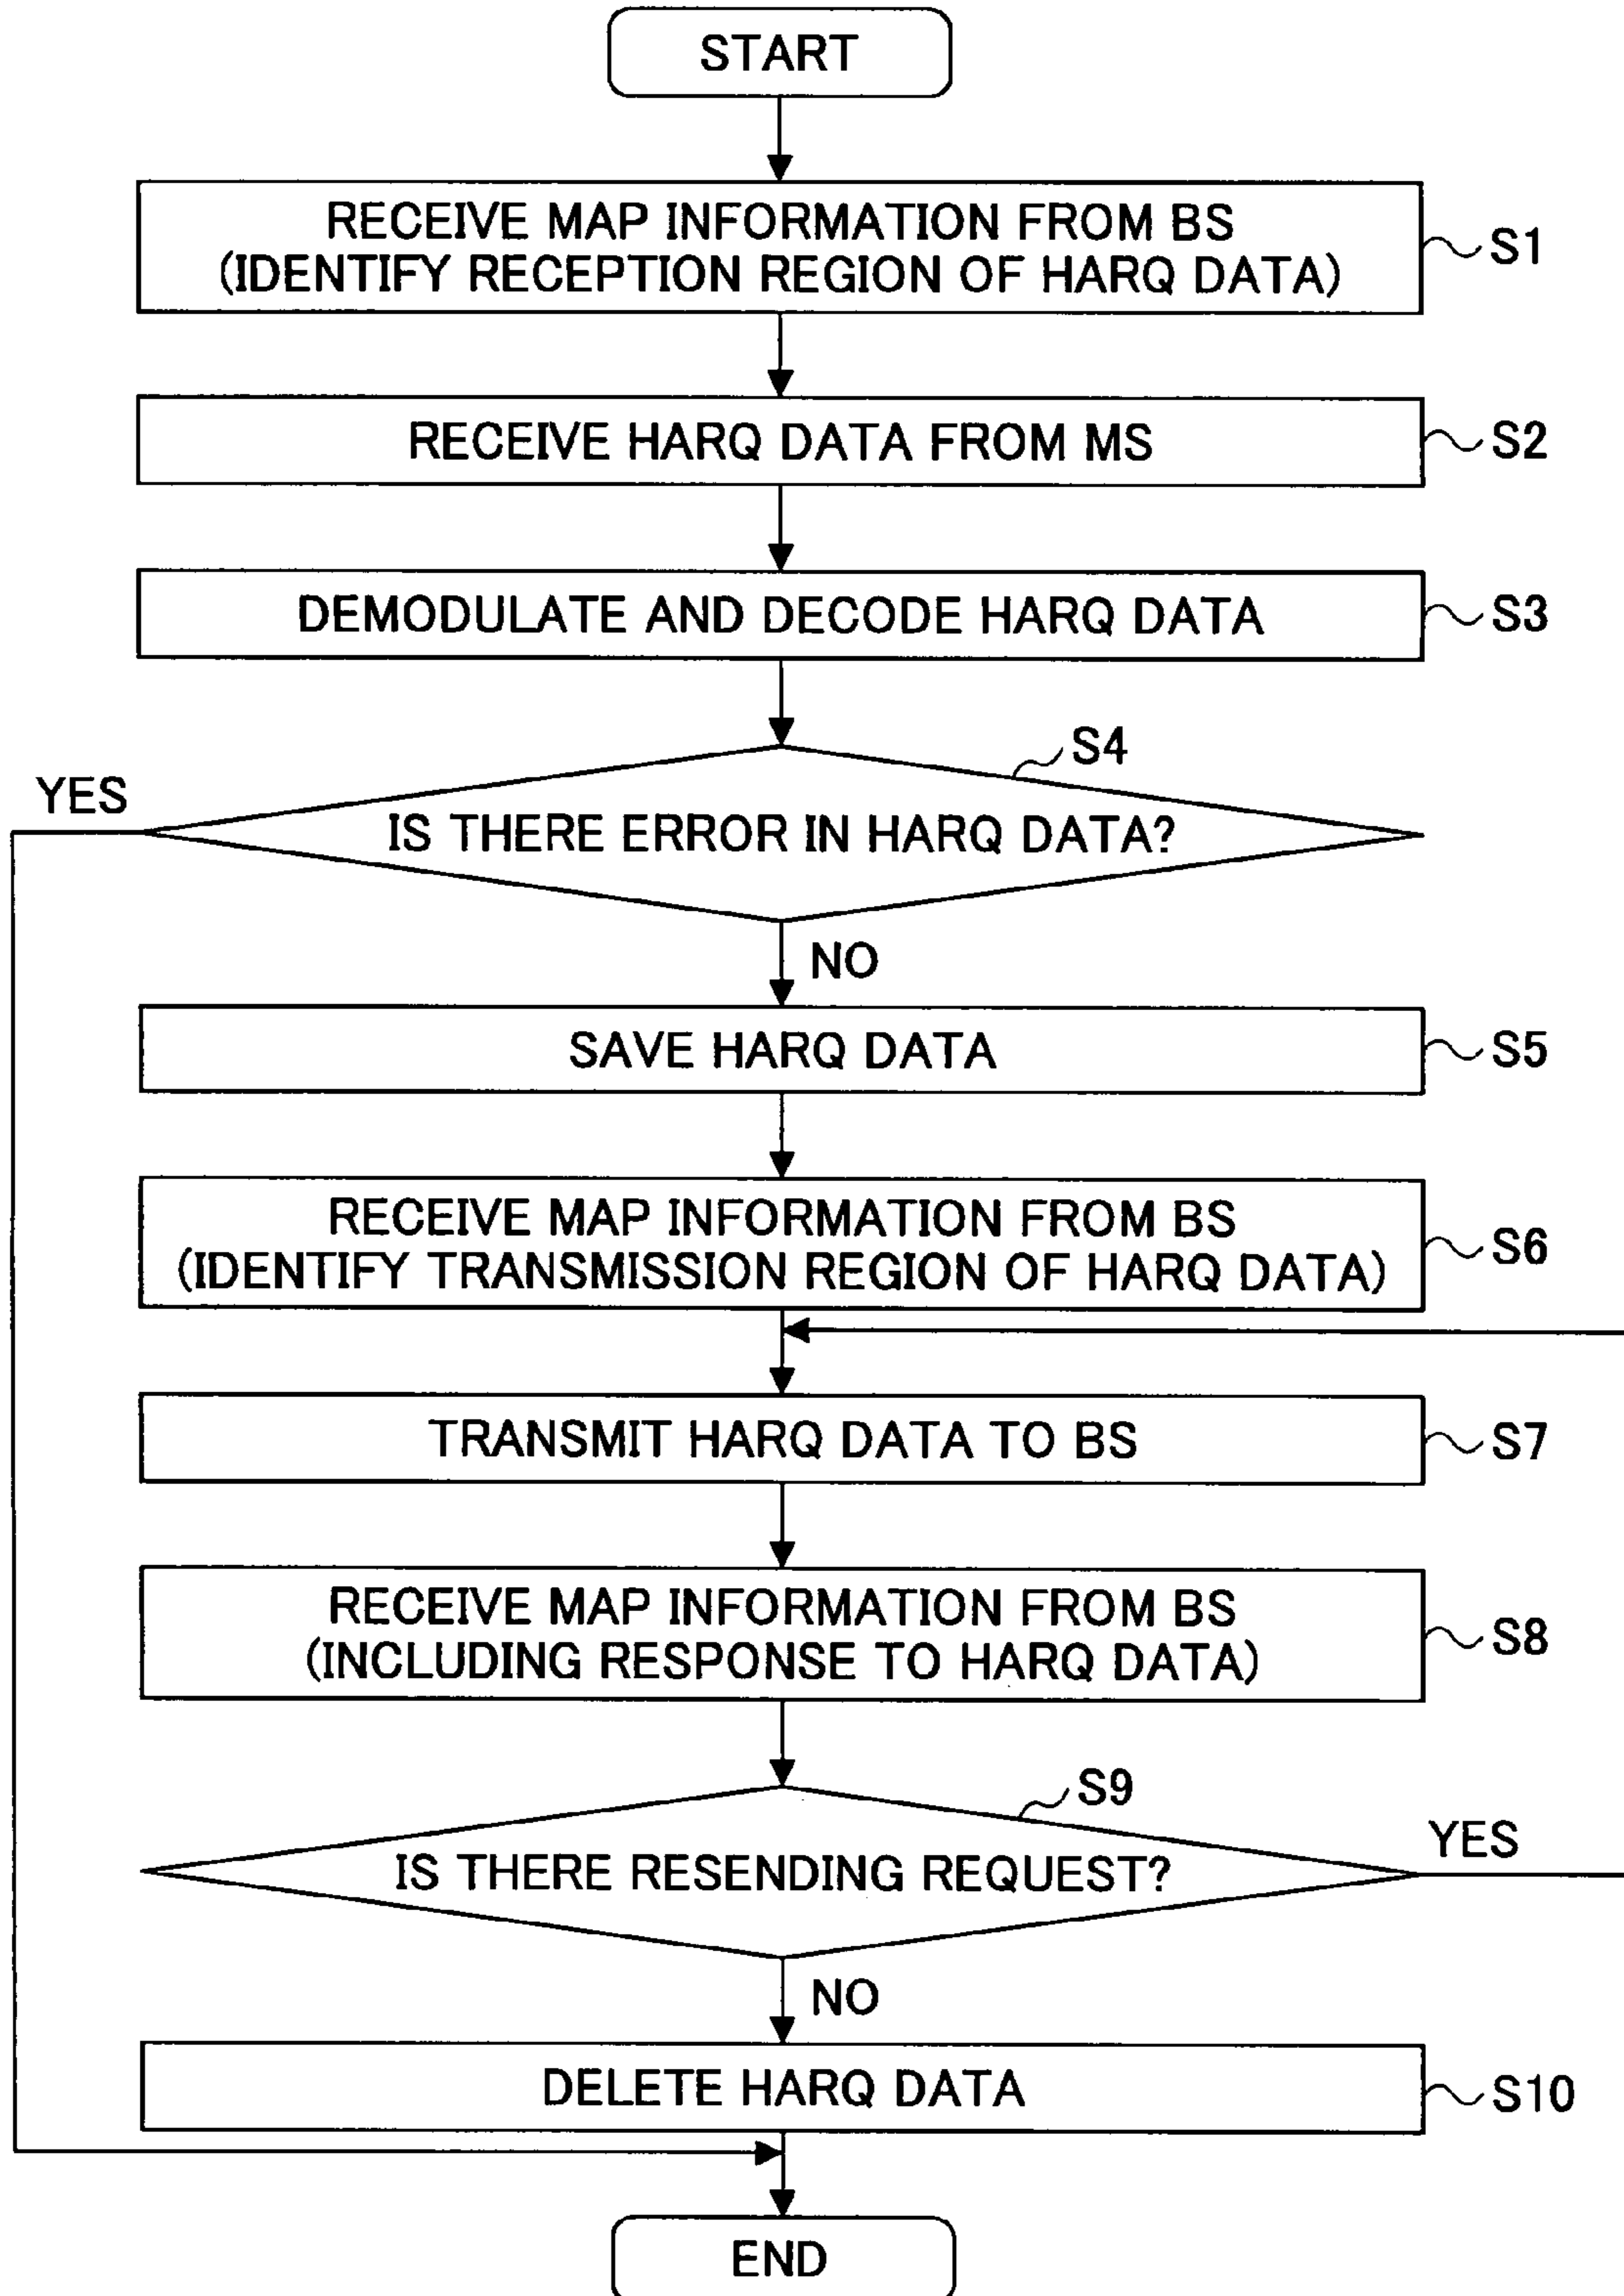 START
RECEIVE MAP INFORMATION FROM BS
(IDENTIFY RECEPTION REGION OF HARQ DATA)
S1
RECEIVE HARQ DATA FROM MS
S2
DEMODULATE AND DECODE HARQ DATA
S3
S4
YES
IS THERE ERROR IN HARQ DATA?
NO
SAVE HARQ DATA
S5
RECEIVE MAP INFORMATION FROM BS
(IDENTIFY TRANSMISSION REGION OF HARQ DATA)
S6
TRANSMIT HARQ DATA TO BS
S7
RECEIVE MAP INFORMATION FROM BS
(INCLUDING RESPONSE TO HARQ DATA)
S8
S9
YES
IS THERE RESENDING REQUEST?
NO
DELETE HARQ DATA
S10
END